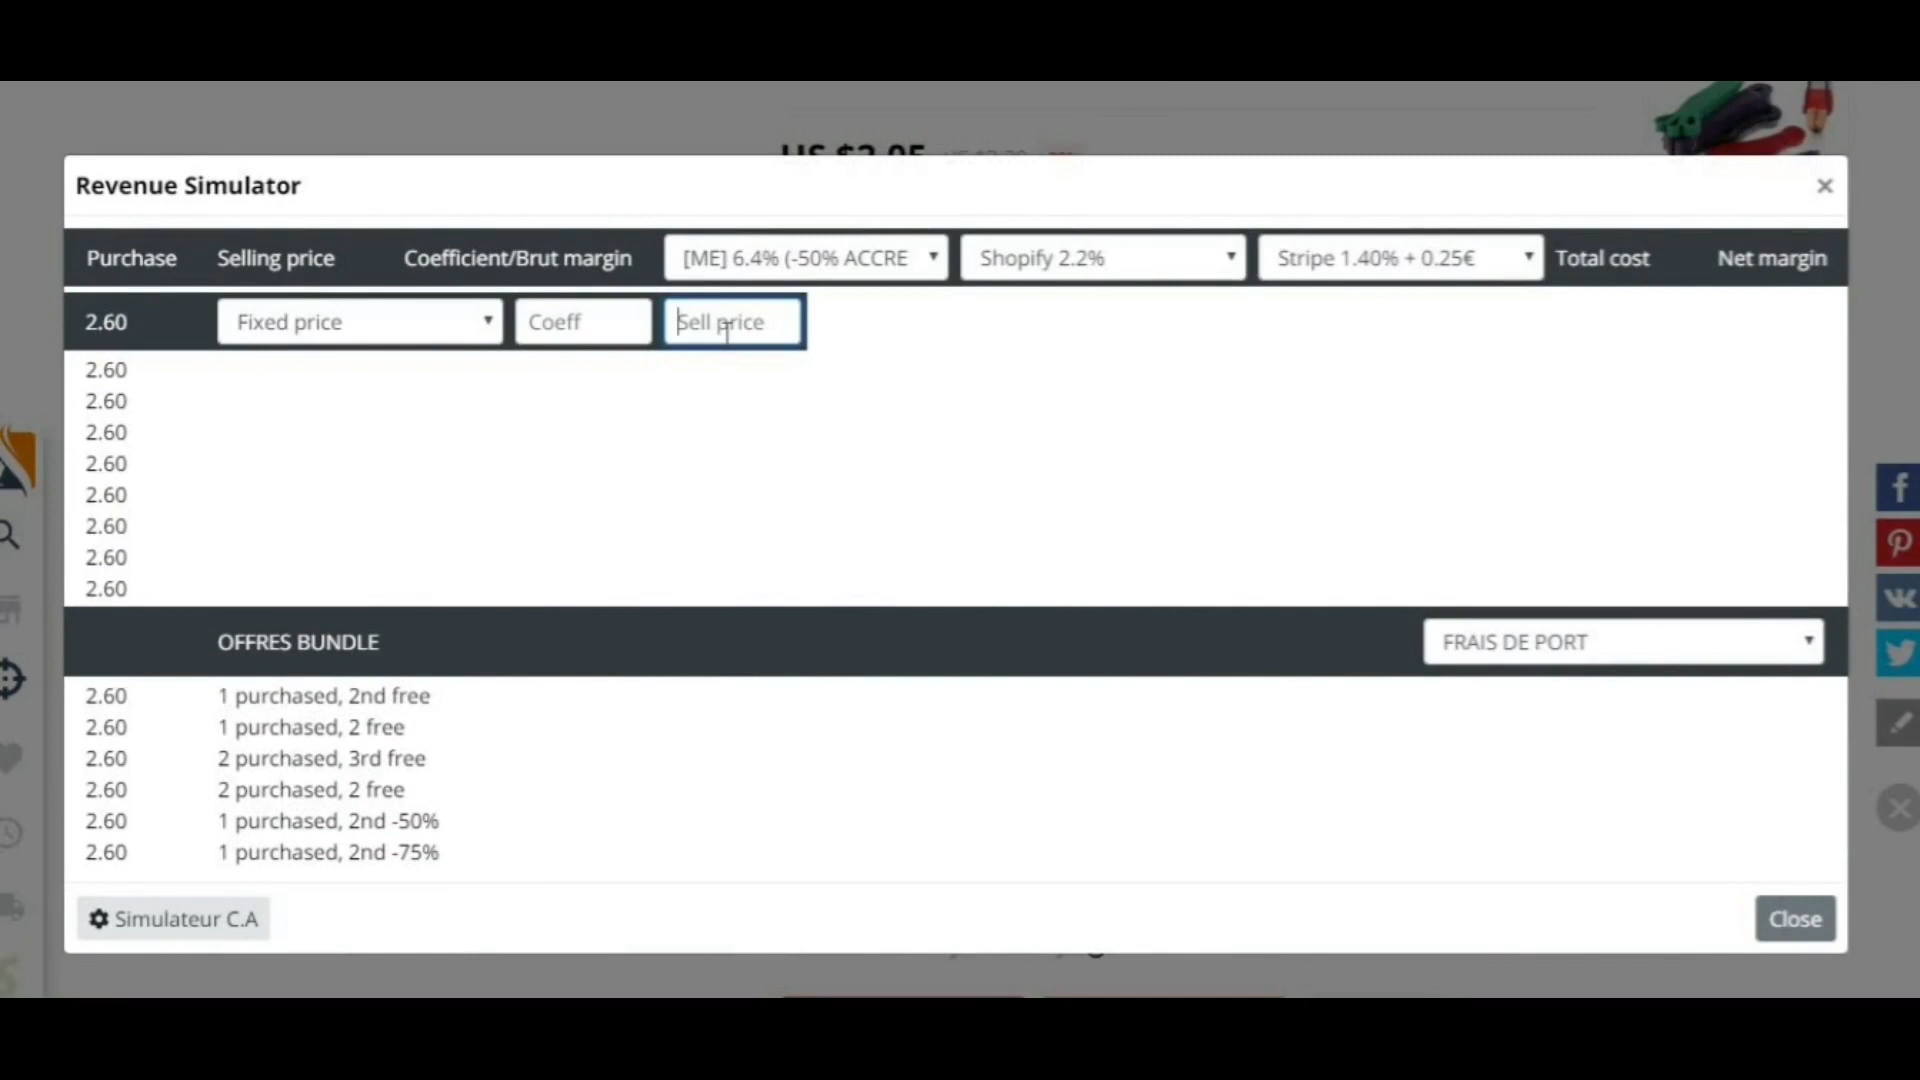 Revenue Simulator ×
Purchase Selling price Coefficient/Brut margin [ME] 6.4% (-50% ACCRE Shopify 2.2% Stripe 1.40% + 0.25€ Total cost Net margin
2.60 Fixed price Coeff Sell price
2.60
2.60
2.60
2.60
2.60
2.60
2.60
2.60
OFFRES BUNDLE FRAIS DE PORT
2.60 1 purchased, 2nd free
2.60 1 purchased, 2 free
2.60 2 purchased, 3rd free
2.60 2 purchased, 2 free
2.60 1 purchased, 2nd -50%
2.60 1 purchased, 2nd -75%
Simulateur C.A Close